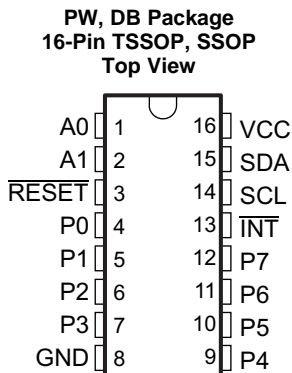 PW, DB Package
16-Pin TSSOP, SSOP
Top View
A0 1 16 VCC
A1 2 15 SDA
RESET 3 14 SCL
P0 4 13 INT
P1 5 12 P7
P2 6 11 P6
P3 7 10 P5
GND 8 9 P4